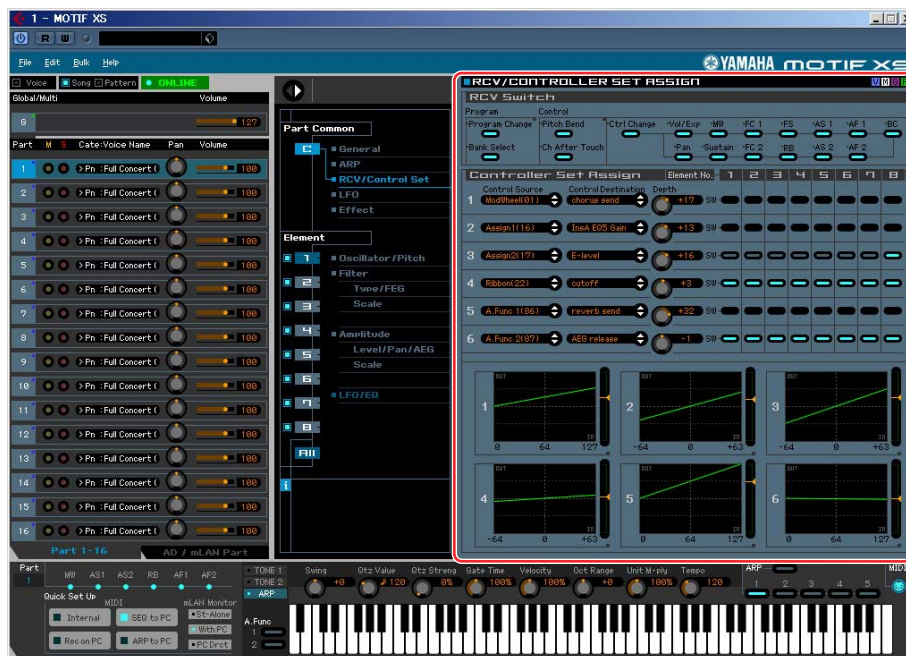 1 - MOTIF XS
R W
File Edit Bulk Help
YAMAHA MOTIF XS
Voice Song Pattern ONLINE
Global/Multi Volume
G 127
Part M S Cate:Voice Name Pan Volume
1 Pn :Full Concert ( 100
2 Pn :Full Concert ( 100
3 Pn :Full Concert ( 100
4 Pn :Full Concert ( 100
5 Pn :Full Concert ( 100
6 Pn :Full Concert ( 100
7 Pn :Full Concert ( 100
8 Pn :Full Concert ( 100
9 Pn :Full Concert ( 100
10 Pn :Full Concert ( 100
11 Pn :Full Concert ( 100
12 Pn :Full Concert ( 100
13 Pn :Full Concert ( 100
14 Pn :Full Concert ( 100
15 Pn :Full Concert ( 100
16 Pn :Full Concert ( 100
Part 1-16 AD / mLAN Part
Part Common
C General
ARP
RCV/Control Set
LFO
Effect
Element
1 Oscillator/Pitch
2 Filter
Type/FEG
3 Scale
4 Amplitude
5 Level/Pan/AEG
Scale
6
7 LFO/EQ
8
All
i
RCV/CONTROLLER SET ASSIGN
V M
RCV Switch
Program Control
Program Change Pitch Bend Ctrl Change Vol/Exp MW FC 1 FS AS 1 AF 1 BC
Bank Select Ch After Touch Pan Sustain FC 2 RB AS 2 AF 2
Controller Set Assign Element No. 1 2 3 4 5 6 7 8
Control Source Control Destination Depth
1 ModWheel(01) chorus send +17 SW
2 Assign1(16) InsA EQ5 Gain +13 SW
3 Assign2(17) E-level +16 SW
4 Ribbon(22) cutoff +3 SW
5 A.Func 1(86) reverb send +32 SW
6 A.Func 2(87) AEG release -1 SW
1 OUT IN 0 64 127
2 OUT IN -64 0 +63
3 OUT IN -64 0 +63
4 OUT IN -64 0 +63
5 OUT IN 0 64 127
6 OUT IN 0 64 127
Part
1
MW AS1 AS2 RB AF1 AF2
Quick Set Up MIDI mLAN Monitor
Internal SEQ to PC St-Alone
With PC
Rec on PC ARP to PC PC Drct
TONE 1
TONE 2
ARP
Swing Qtz Value Qtz Streng Gate Time Velocity Oct Range Unit M-ply Tempo
+0 120 0% 100% 100% +0 100% 120
ARP
1 2 3 4 5
MIDI
A.Func
1
2